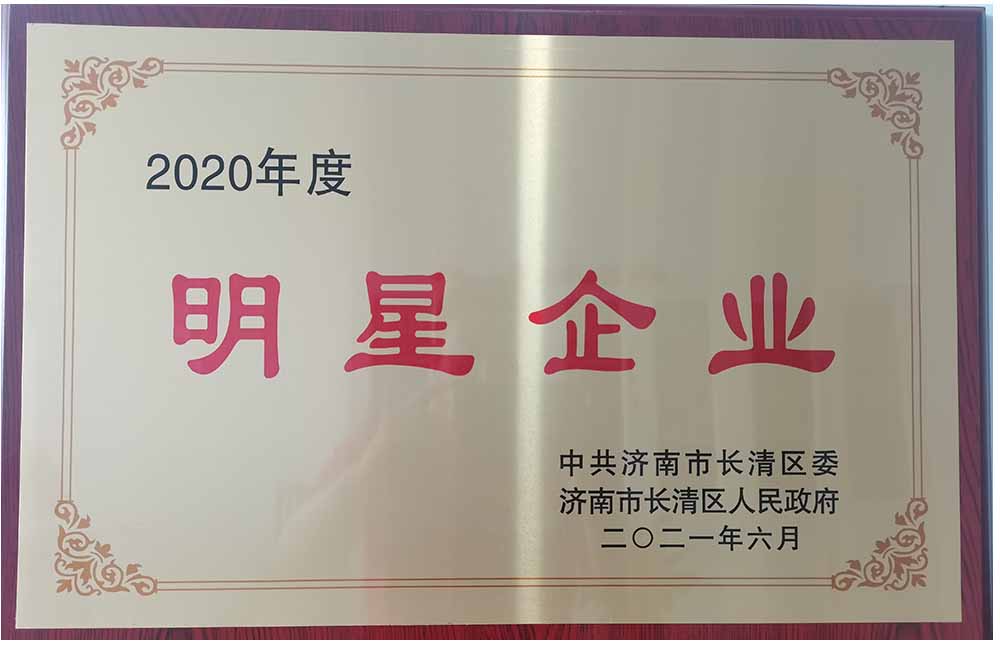 2020年度
明星企业
中共济南市长清区委
济南市长清区人民政府
二〇二一年六月